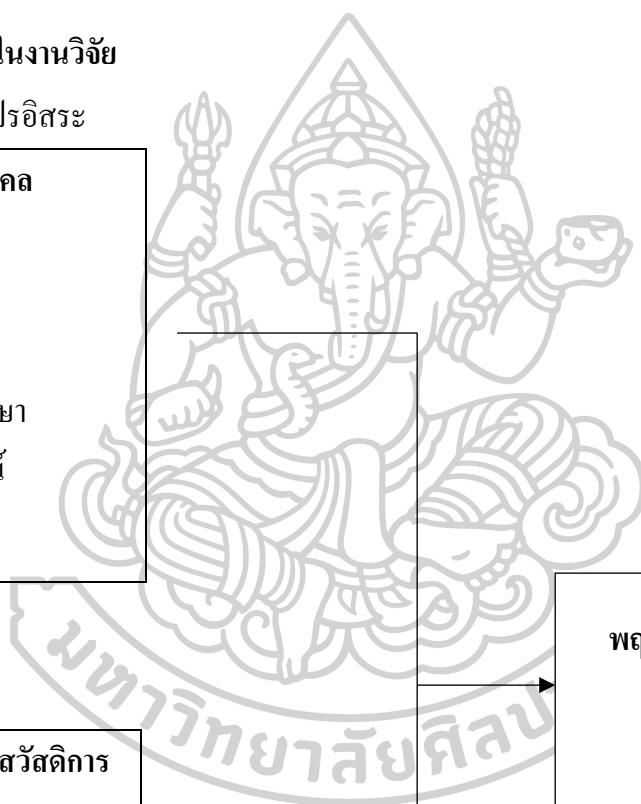 ในงานวิจัย
ปรอิสระ
คล
ษา
พฤ
มหาวิทยาลัยศิลป
สวัสดิการ